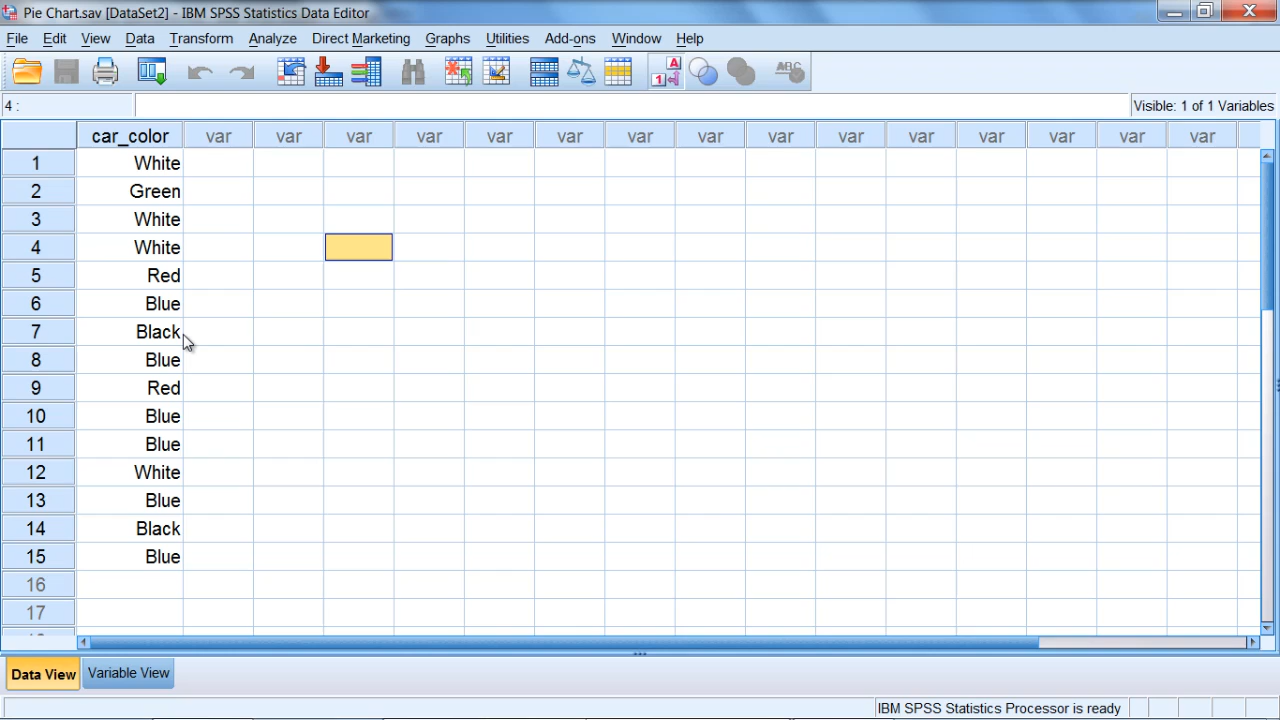 Pie Chart.sav [DataSet2] - IBM SPSS Statistics Data Editor
File Edit View Data Transform Analyze Direct Marketing Graphs Utilities Add-ons Window Help
4 : Visible: 1 of 1 Variables
car_color var var var var var var var var var var var var var var var
1 White
2 Green
3 White
4 White
5 Red
6 Blue
7 Black
8 Blue
9 Red
10 Blue
11 Blue
12 White
13 Blue
14 Black
15 Blue
16
17
Data View Variable View
IBM SPSS Statistics Processor is ready